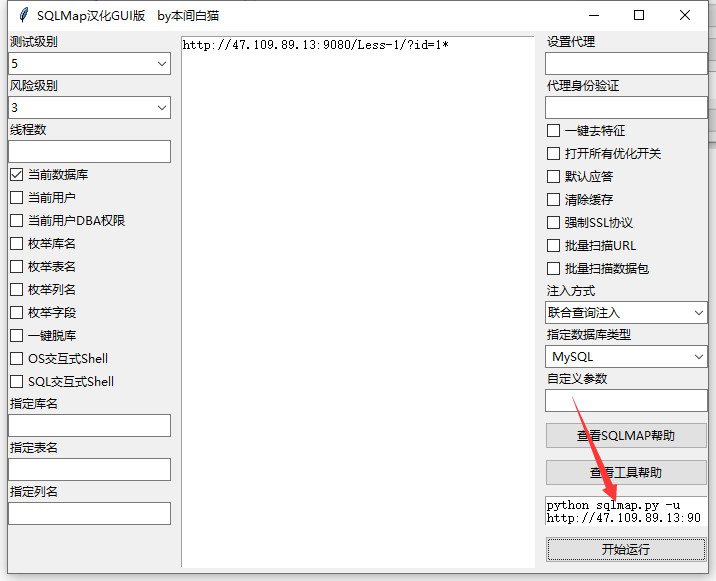 SQLMap汉化GUI版 by本间白猫
测试级别
5
风险级别
3
线程数
当前数据库
当前用户
当前用户DBA权限
枚举库名
枚举表名
枚举列名
枚举字段
一键脱库
OS交互式Shell
SQL交互式Shell
指定库名
指定表名
指定列名
http://47.109.89.13:9080/Less-1/?id=1*
设置代理
代理身份验证
一键去特征
打开所有优化开关
默认应答
清除缓存
强制SSL协议
批量扫描URL
批量扫描数据包
注入方式
联合查询注入
指定数据库类型
MySQL
自定义参数
查看SQLMAP帮助
查看工具帮助
python sqlmap.py -u
http://47.109.89.13:90
开始运行